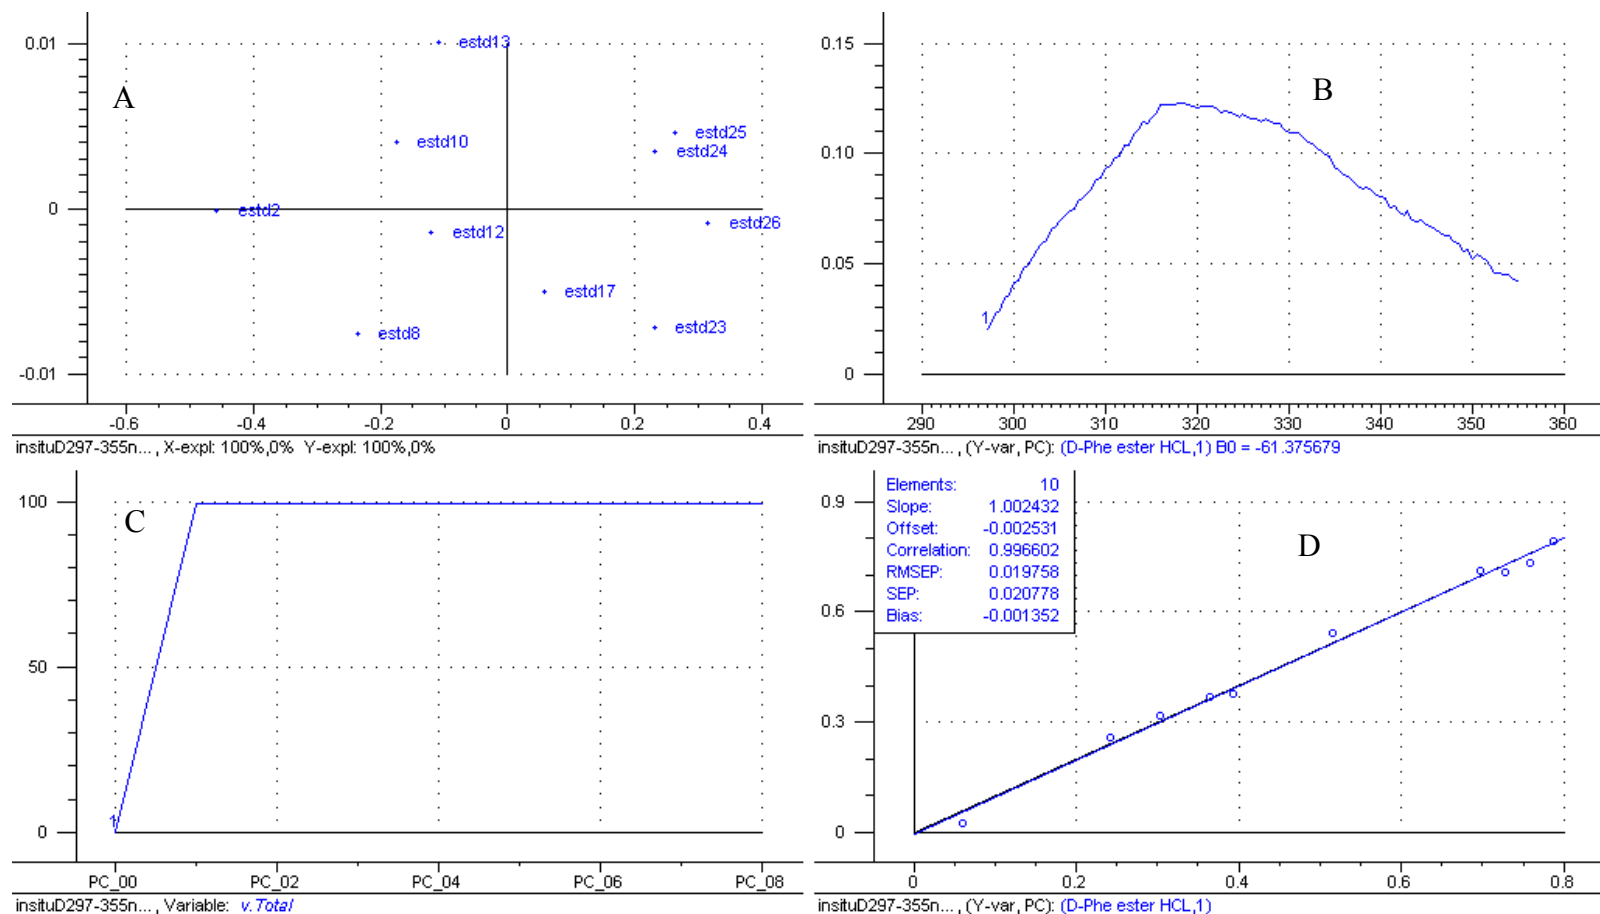 A
0.01
0
-0.01
estd13
estd25
estd10
estd24
estd2
estd26
estd12
estd17
estd23
estd8
-0.6 -0.4 -0.2 0 0.2 0.4
insituD297-355n..., X-expl: 100%,0% Y-expl: 100%,0%
B
0.15
0.10
0.05
0
1
290 300 310 320 330 340 350 360
insituD297-355n..., (Y-var, PC): (D-Phe ester HCL,1) B0 = -61.375679
C
100
50
0
1
PC_00 PC_02 PC_04 PC_06 PC_08
insituD297-355n..., Variable: v.Total
D
Elements: 10
Slope: 1.002432
Offset: -0.002531
Correlation: 0.996602
RMSEP: 0.019758
SEP: 0.020778
Bias: -0.001352
0.9
0.6
0.3
0
0 0.2 0.4 0.6 0.8
insituD297-355n..., (Y-var, PC): (D-Phe ester HCL,1)